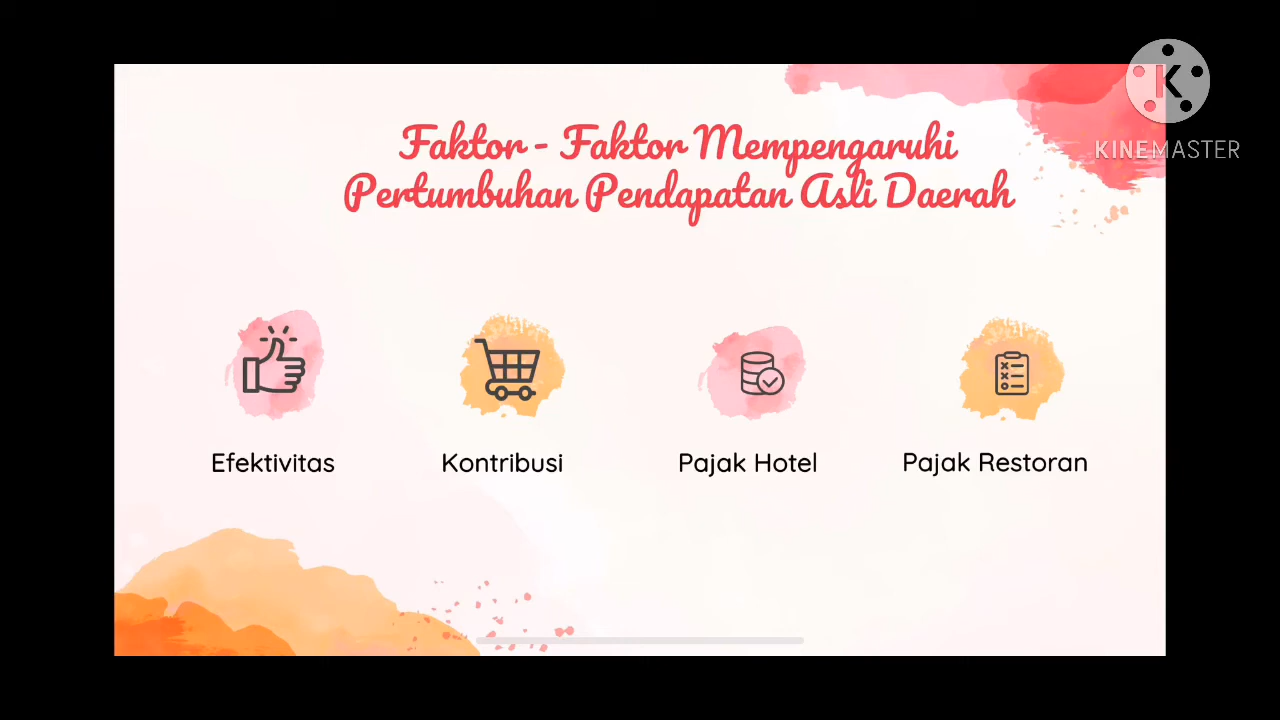 KINEMASTER
Faktor - Faktor Mempengaruhi
Pertumbuhan Pendapatan Asli Daerah
Efektivitas
Kontribusi
Pajak Hotel
Pajak Restoran